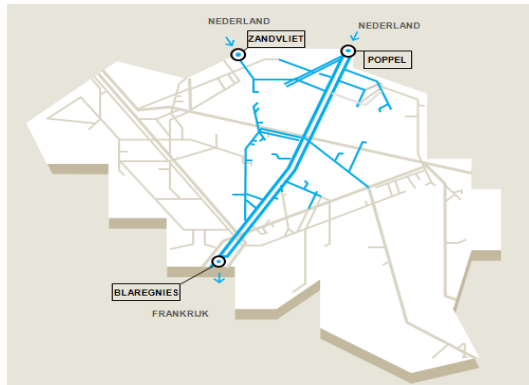 NEDERLAND
NEDERLAND
ZANDVLIET
POPPEL
BLAREGNIES
FRANKRIJK